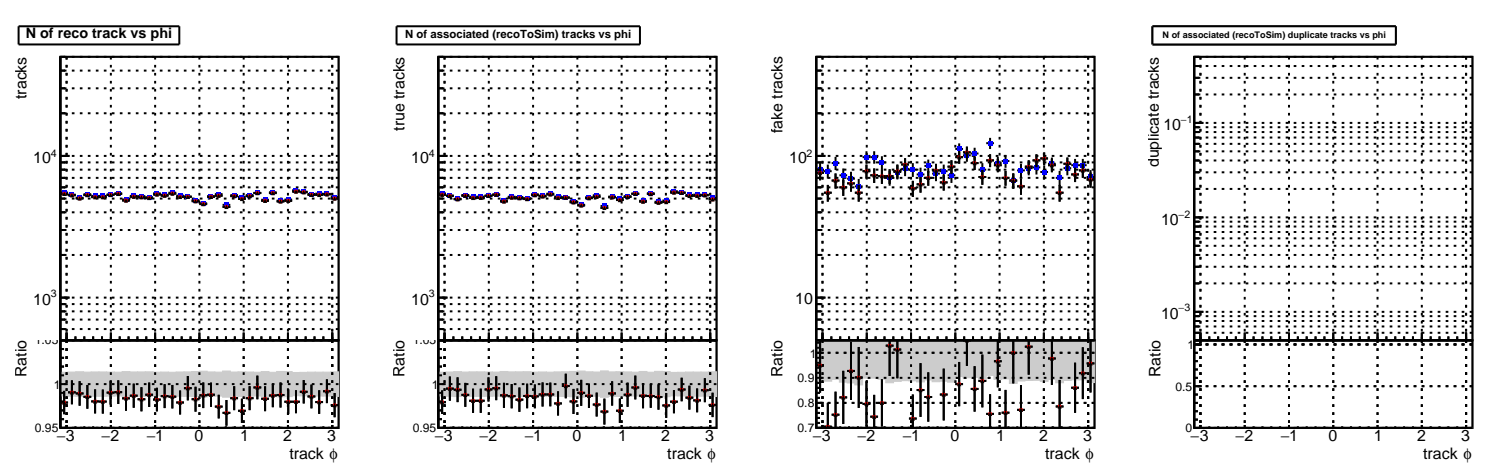 N of reco track vs phi
tracks
10⁴
10³
Ratio
1.05
1
0.95
−3 −2 −1 0 1 2 3
track ϕ
N of associated (recoToSim) tracks vs phi
true tracks
10⁴
10³
Ratio
1.05
1
0.95
−3 −2 −1 0 1 2 3
track ϕ
fake tracks
10²
10
Ratio
1
0.9
0.8
0.7
−3 −2 −1 0 1 2 3
track ϕ
N of associated (recoToSim) duplicate tracks vs phi
duplicate tracks
10⁻¹
10⁻²
10⁻³
Ratio
1
0.5
0
−3 −2 −1 0 1 2 3
track ϕ